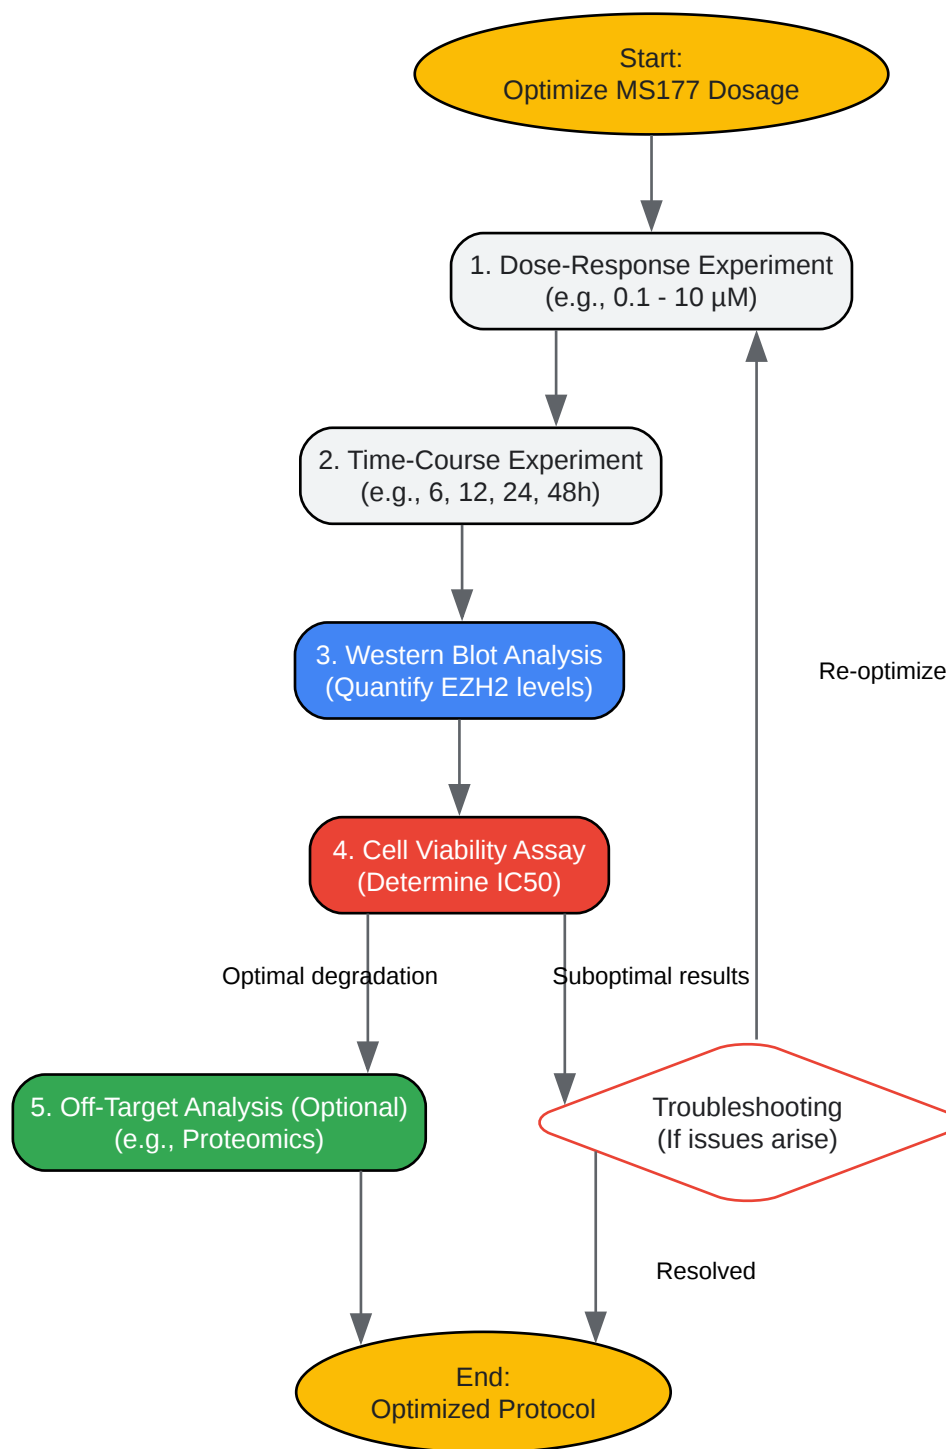 Start:
Optimize MS177 Dosage
1. Dose-Response Experiment
(e.g., 0.1 - 10 µM)
2. Time-Course Experiment
(e.g., 6, 12, 24, 48h)
3. Western Blot Analysis
(Quantify EZH2 levels)
Re-optimize
4. Cell Viability Assay
(Determine IC50)
Optimal degradation
Suboptimal results
5. Off-Target Analysis (Optional)
(e.g., Proteomics)
Troubleshooting
(If issues arise)
Resolved
End:
Optimized Protocol